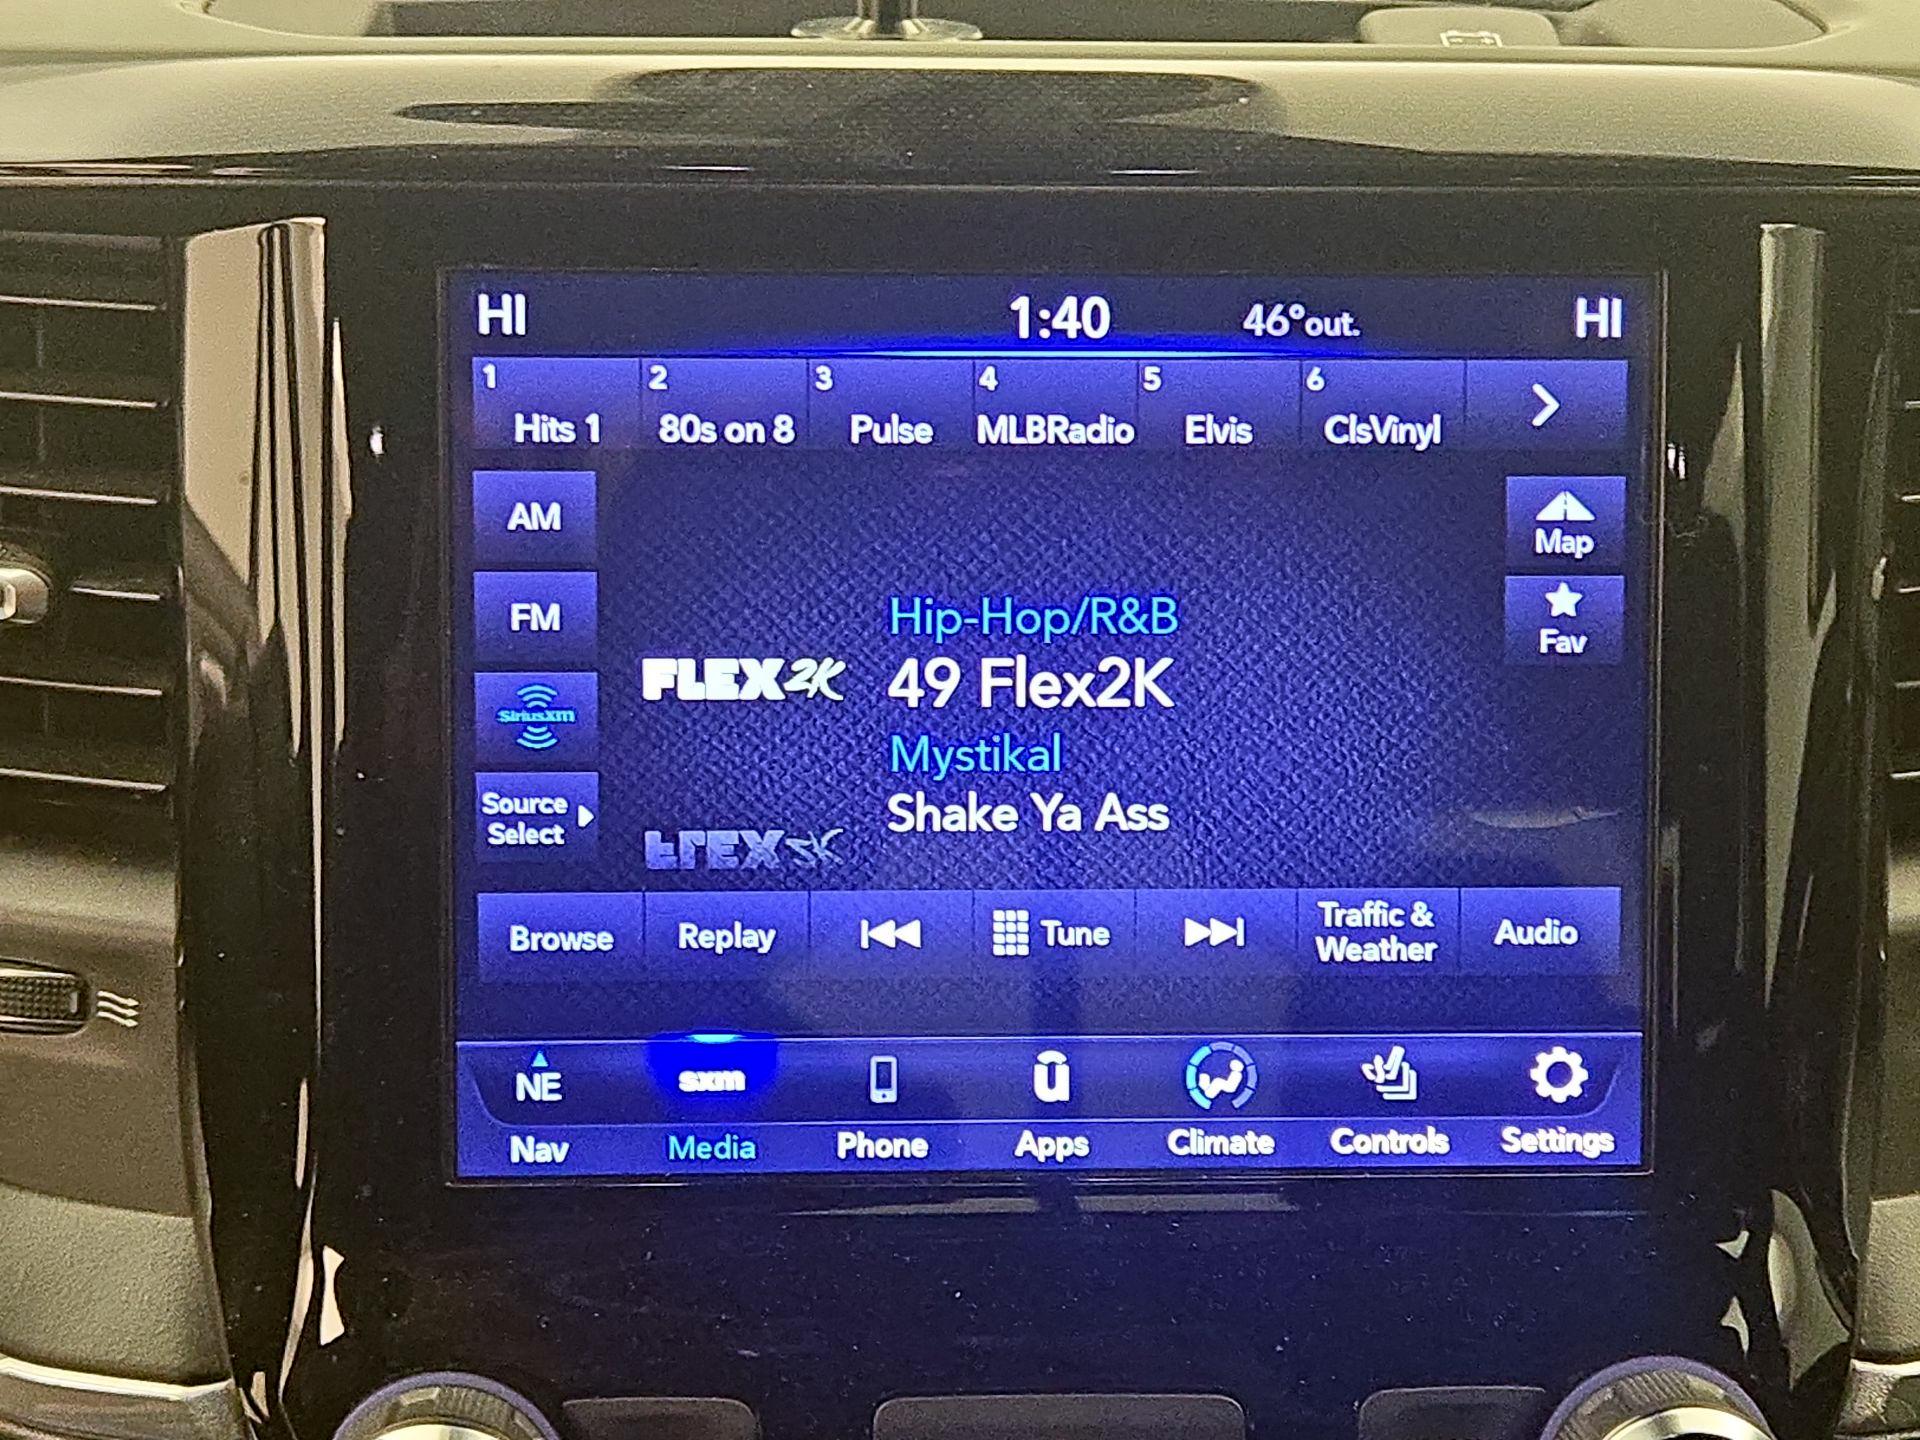 HI 1:40 46°out. HI
1 2 3 4 5 6
Hits 1 80s on 8 Pulse MLBRadio Elvis ClsVinyl
AM
Map
FM
Fav
SiriusXM
Source
Select
Hip-Hop/R&B
FLEX2K 49 Flex2K
Mystikal
Shake Ya Ass
FLEX2K
Browse Replay Tune Traffic &
Weather Audio
NE sxm ū
Nav Media Phone Apps Climate Controls Settings